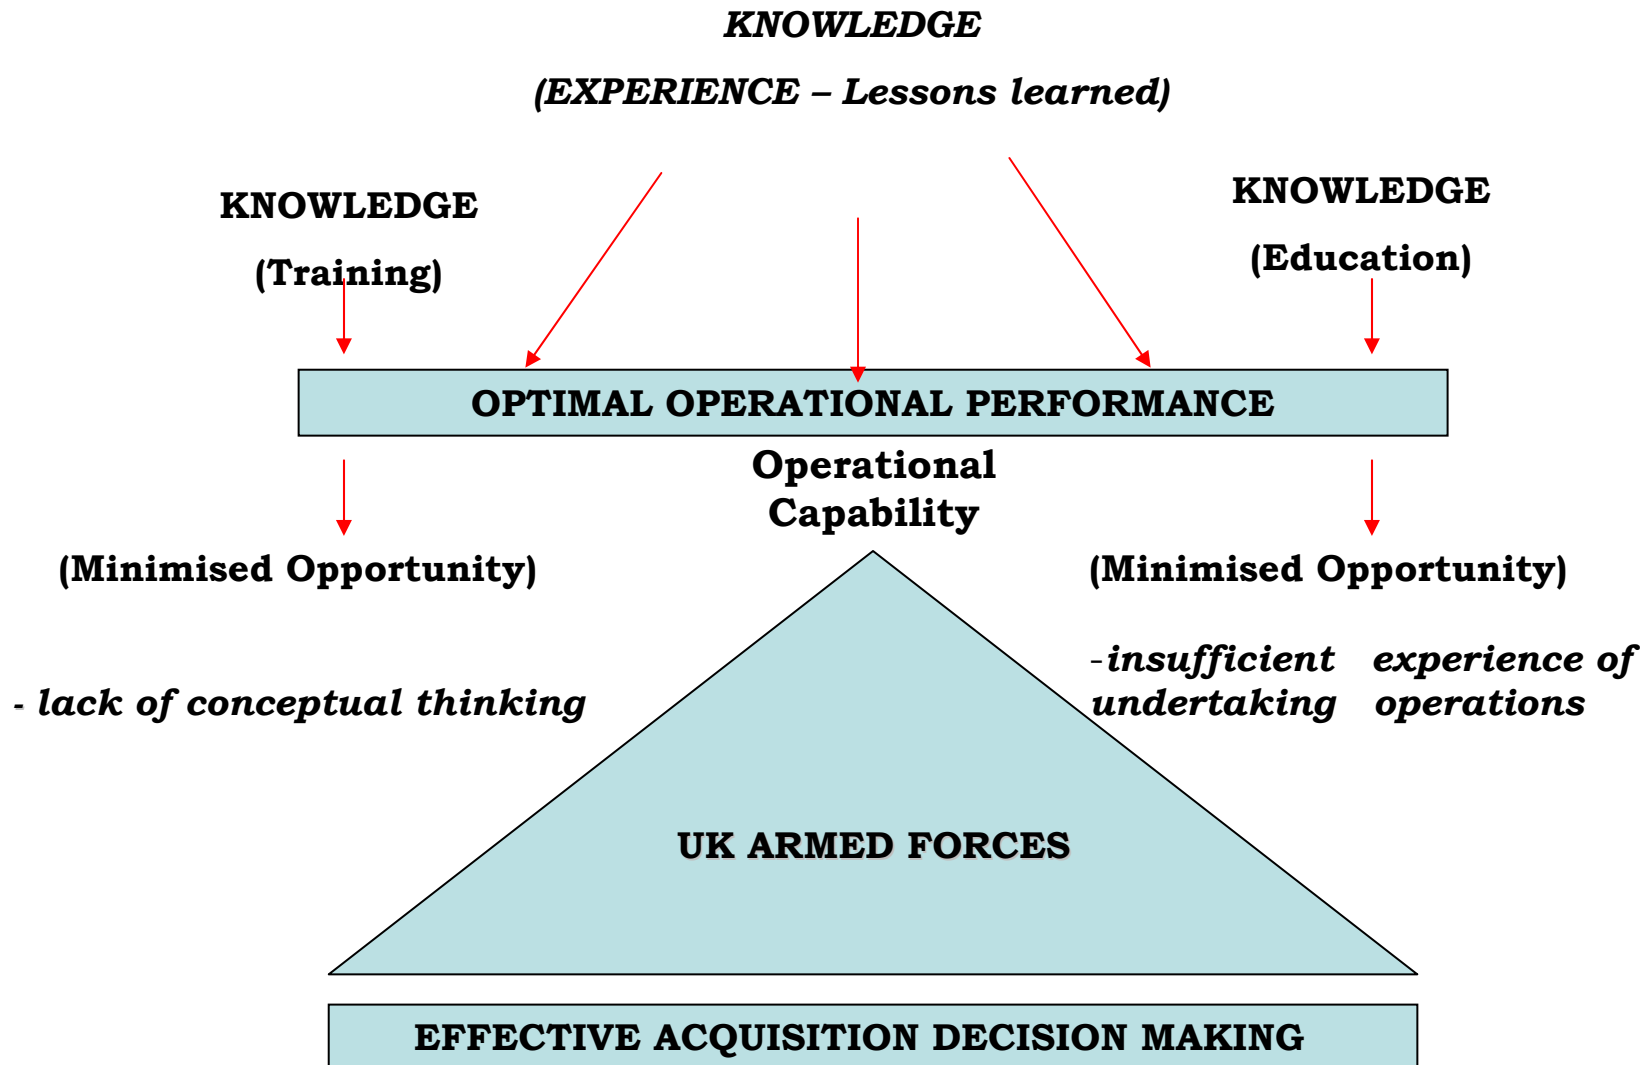 KNOWLEDGE
(EXPERIENCE – Lessons learned)
KNOWLEDGE
(Training)
KNOWLEDGE
(Education)
OPTIMAL OPERATIONAL PERFORMANCE
Operational
Capability
(Minimised Opportunity)
- lack of conceptual thinking
(Minimised Opportunity)
-insufficient experience of
undertaking operations
UK ARMED FORCES
EFFECTIVE ACQUISITION DECISION MAKING